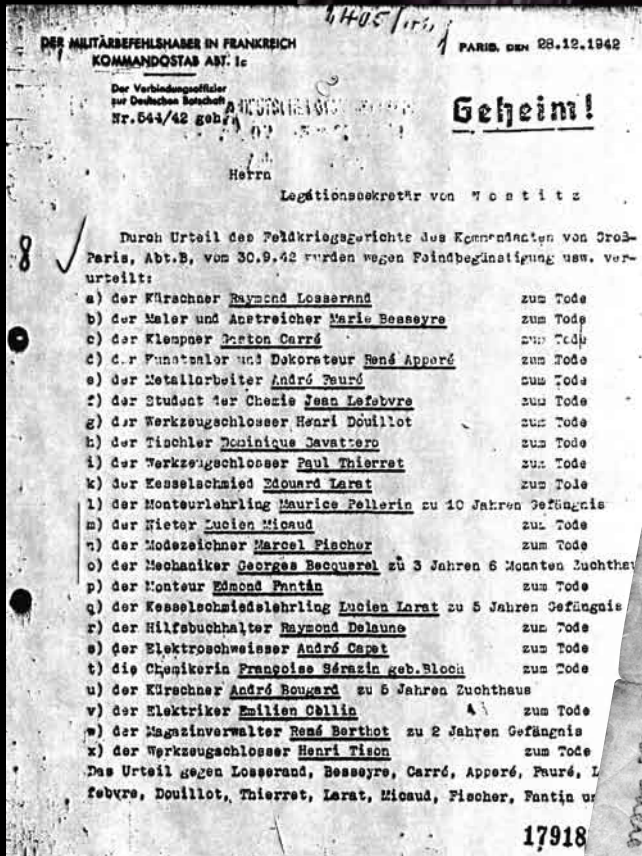 DER MILITÄRBEFEHLSHABER IN FRANKREICH
KOMMANDOSTAB ABT. Ic
PARIS, DEN 28.12.1942
Der Verbindungsoffizier
zur Deutschen Botschaft
Nr.544/42 geh.
Geheim!
Herrn
Legationssekretär von M o s t i t z
8
Durch Urteil des Feldkriegsgerichts des Kommandanten von Groß-
Paris, Abt.B, vom 30.9.42 wurden wegen Feindbegünstigung usw. ver-
urteilt:
a) der Kürschner Raymond Losserand zum Tode
b) der Maler und Anstreicher Marie Besseyre zum Tode
c) der Klempner Gaston Carré zum Tode
d) der Kunstmaler und Dekorateur René Apperé zum Tode
e) der Metallarbeiter André Fauré zum Tode
f) der Student der Chemie Jean Lefebvre zum Tode
g) der Werkzeugschlosser Henri Douillot zum Tode
h) der Tischler Dominique Cavattero zum Tode
i) der Werkzeugschlosser Paul Thierret zum Tode
k) der Kesselschmied Edouard Larat zum Tode
l) der Monteurlehrling Maurice Pellerin zu 10 Jahren Gefängnis
m) der Nieter Lucien Micaud zum Tode
n) der Modezeichner Marcel Fischer zum Tode
o) der Mechaniker Georges Becquerel zu 3 Jahren 6 Monaten Zuchthau
p) der Monteur Edmond Fantin zum Tode
q) der Kesselschmiedslehrling Lucien Larat zu 5 Jahren Gefängnis
r) der Hilfsbuchhalter Raymond Delaune zum Tode
s) der Elektroschweisser André Capet zum Tode
t) die Chemikerin Françoise Sérazin geb.Bloch zum Tode
u) der Kürschner André Bougard zu 5 Jahren Zuchthaus
v) der Elektriker Emilien Cöllin zum Tode
w) der Magazinverwalter René Berthot zu 2 Jahren Gefängnis
x) der Werkzeugschlosser Henri Tison zum Tode
Das Urteil gegen Losserand, Besseyre, Carré, Apperé, Fauré, L
febvre, Douillot, Thierret, Larat, Micaud, Fischer, Fantin un
17918